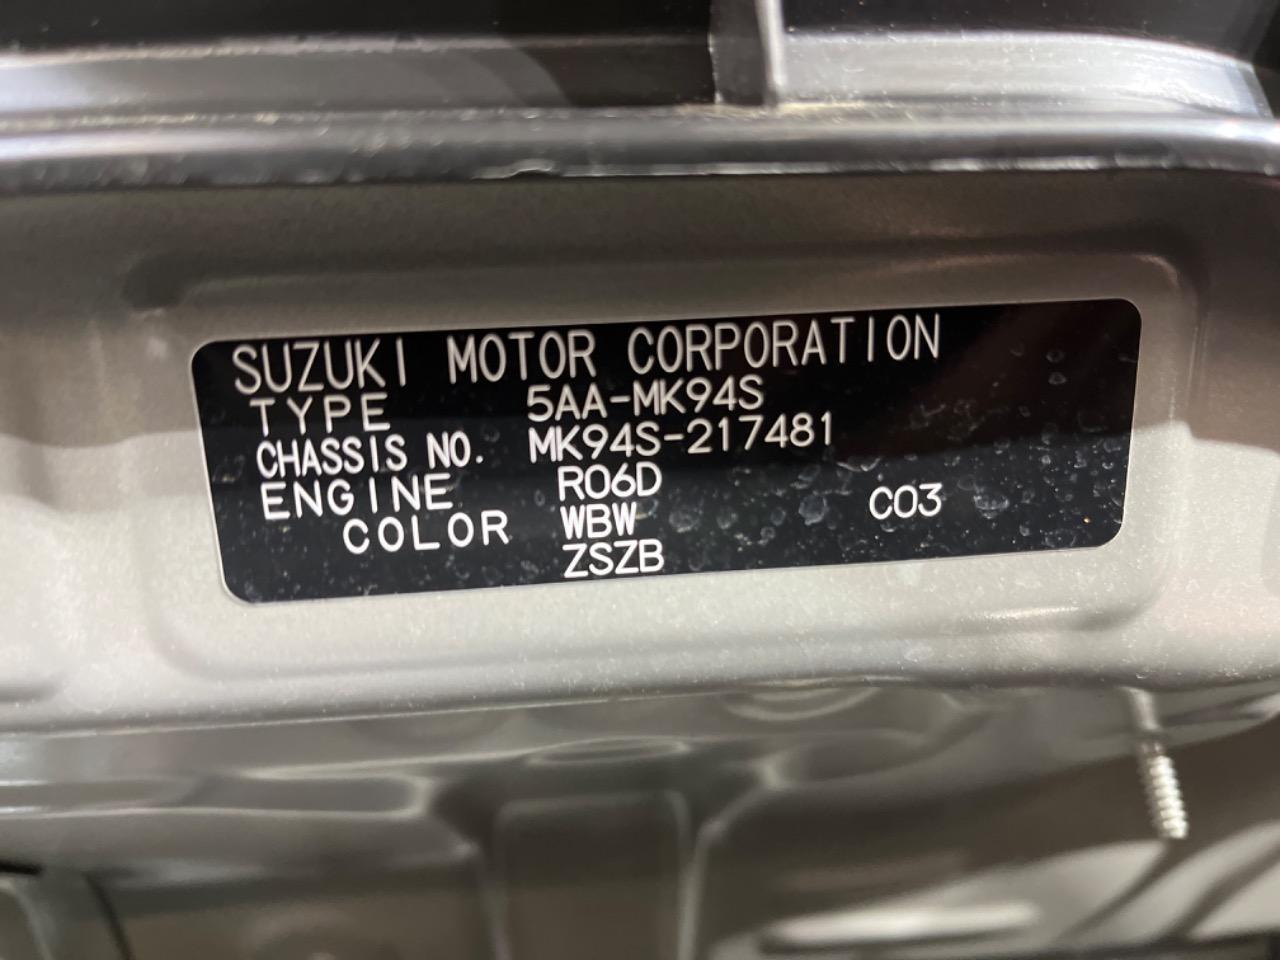 SUZUKI MOTOR CORPORATION
TYPE 5AA-MK94S
CHASSIS NO. MK94S-217481
ENGINE R06D
COLOR WBW C03
ZSZB